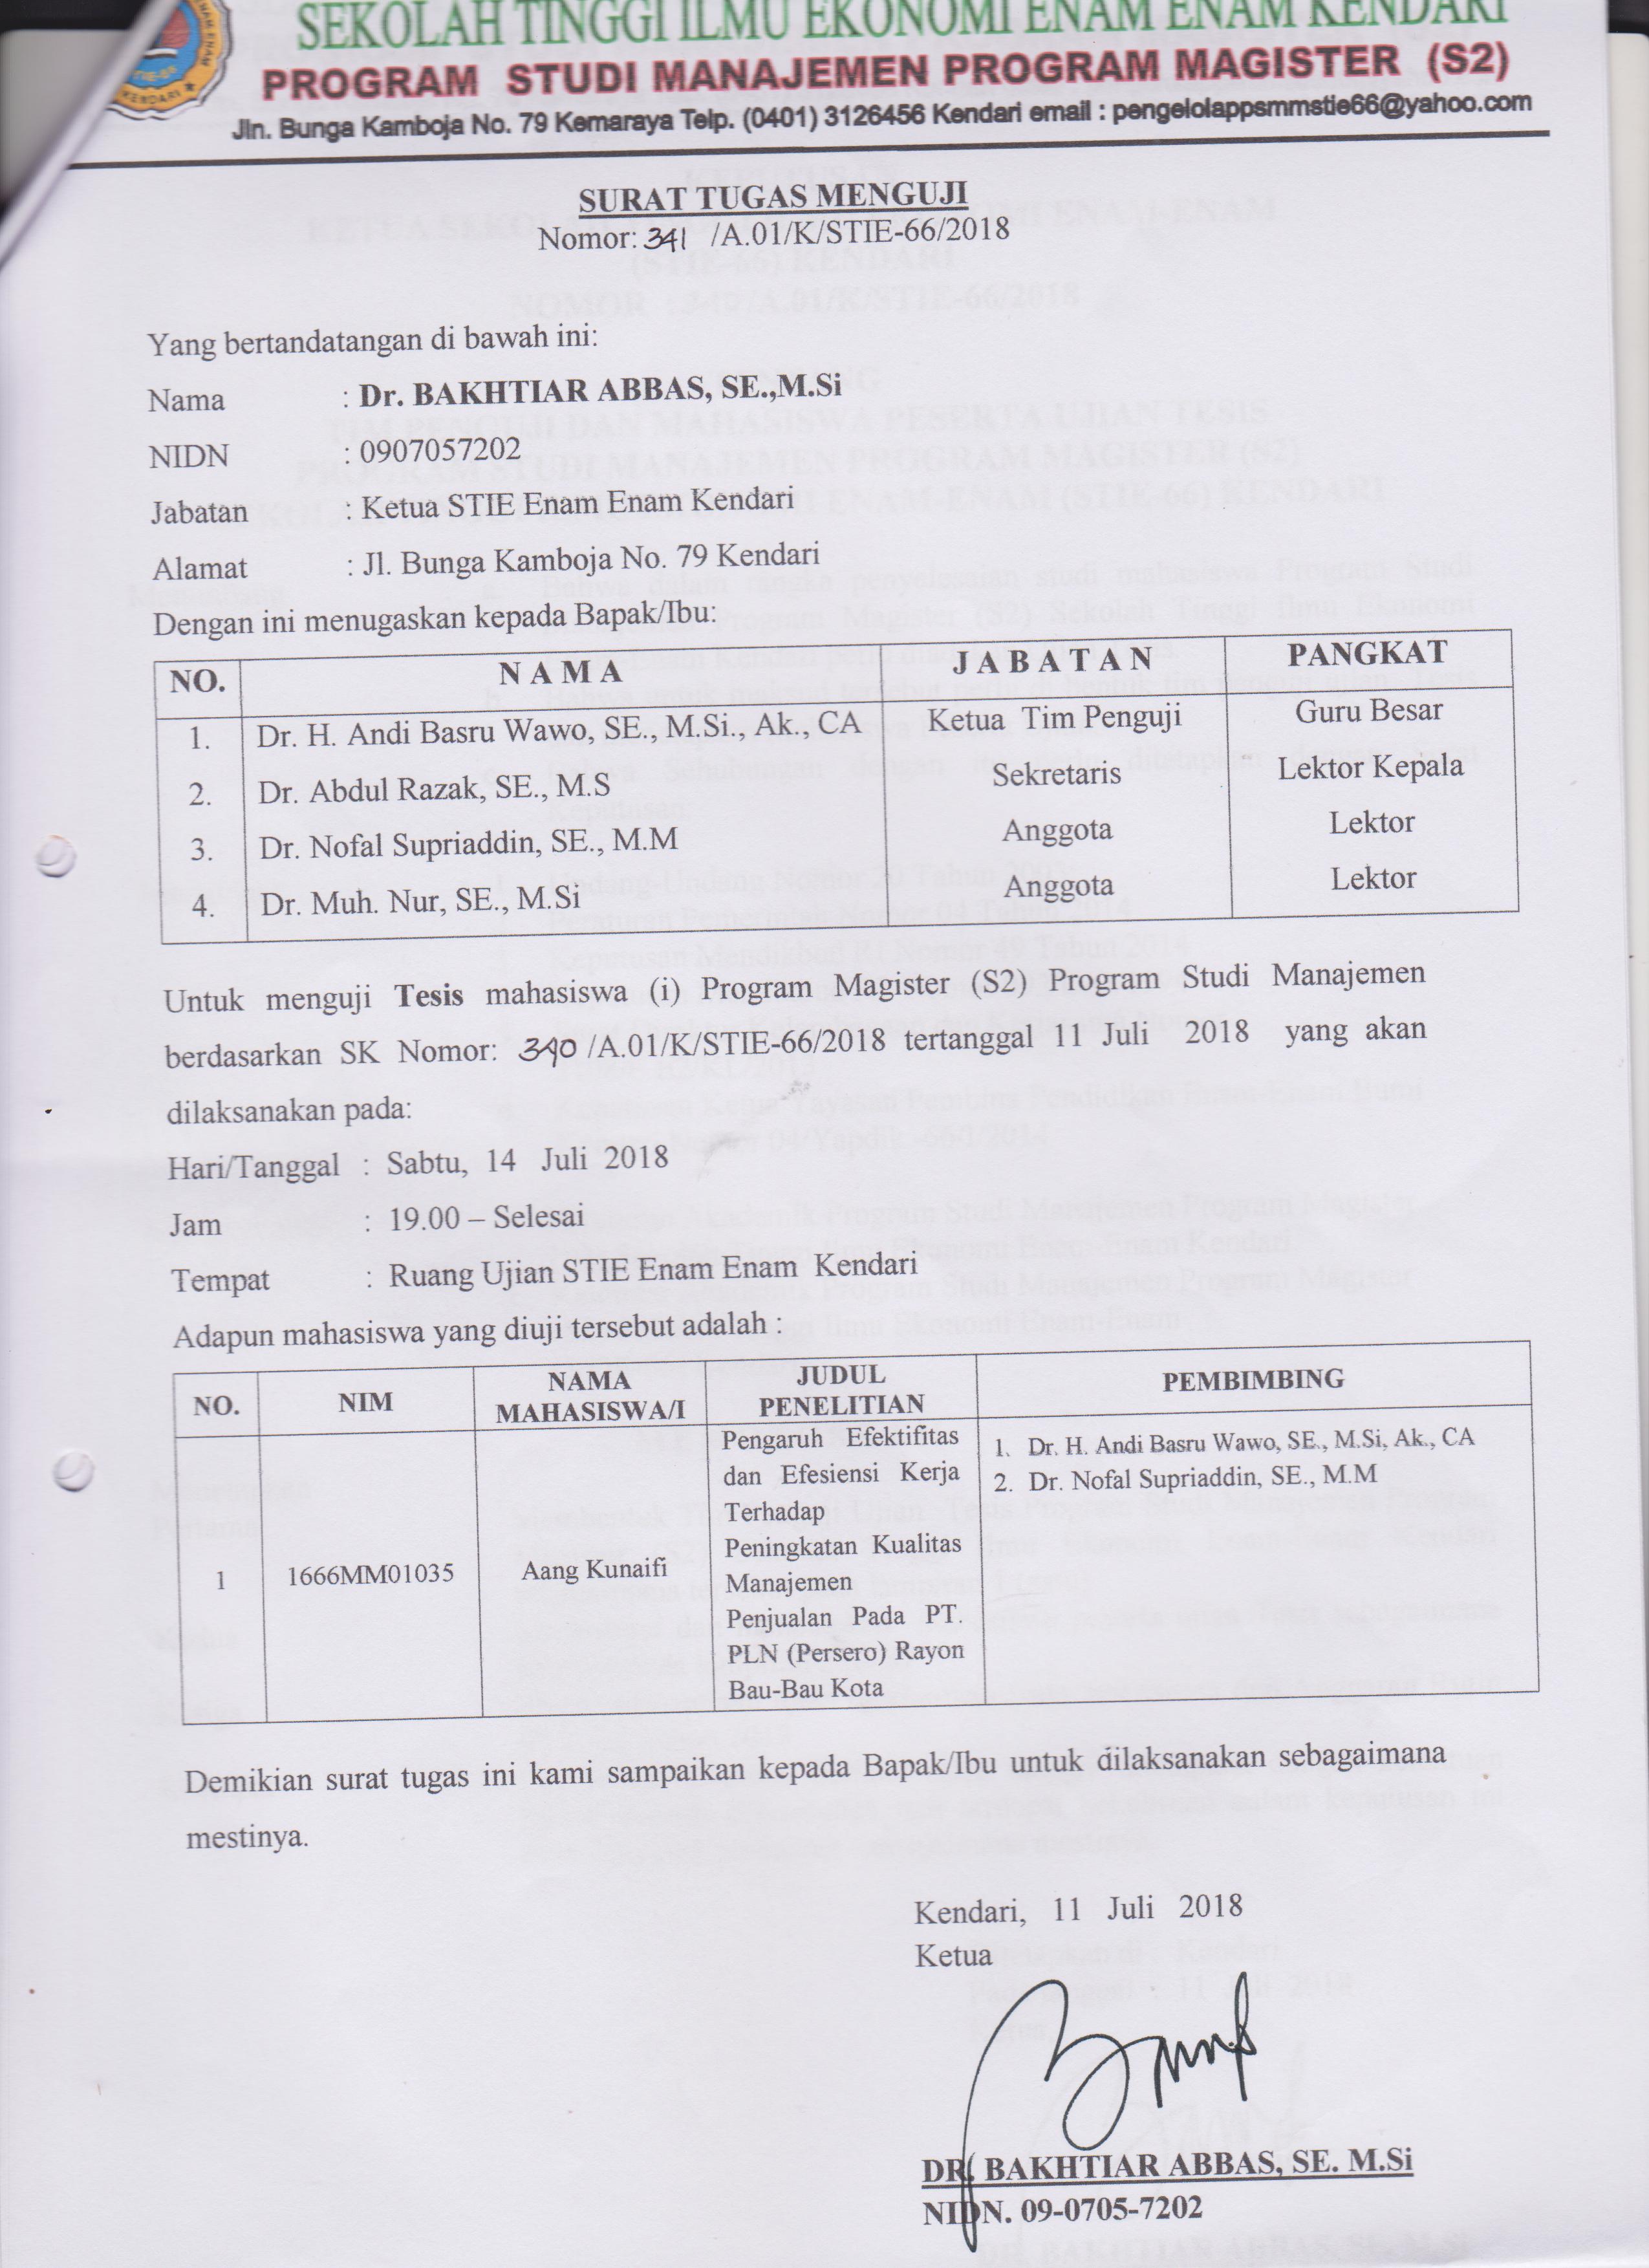 SEKOLAH TINGGI ILMU EKONOMI ENAM ENAM KENDARI
PROGRAM STUDI MANAJEMEN PROGRAM MAGISTER (S2)
Jln. Bunga Kamboja No. 79 Kemaraya Telp. (0401) 3126456 Kendari email : pengelolappsmmstie66@yahoo.com
ENAM ENAM
STIE-66
KENDARI
SURAT TUGAS MENGUJI
Nomor: 341 /A.01/K/STIE-66/2018
Yang bertandatangan di bawah ini:
Nama : Dr. BAKHTIAR ABBAS, SE.,M.Si
NIDN : 0907057202
Jabatan : Ketua STIE Enam Enam Kendari
Alamat : Jl. Bunga Kamboja No. 79 Kendari
Dengan ini menugaskan kepada Bapak/Ibu:
NO. N A M A J A B A T A N PANGKAT
1. Dr. H. Andi Basru Wawo, SE., M.Si., Ak., CA Ketua Tim Penguji Guru Besar
2. Dr. Abdul Razak, SE., M.S Sekretaris Lektor Kepala
3. Dr. Nofal Supriaddin, SE., M.M Anggota Lektor
4. Dr. Muh. Nur, SE., M.Si Anggota Lektor
Untuk menguji Tesis mahasiswa (i) Program Magister (S2) Program Studi Manajemen
berdasarkan SK Nomor: 340 /A.01/K/STIE-66/2018 tertanggal 11 Juli 2018 yang akan
dilaksanakan pada:
Hari/Tanggal : Sabtu, 14 Juli 2018
Jam : 19.00 – Selesai
Tempat : Ruang Ujian STIE Enam Enam Kendari
Adapun mahasiswa yang diuji tersebut adalah :
NO. NIM NAMA MAHASISWA/I JUDUL PENELITIAN PEMBIMBING
1 1666MM01035 Aang Kunaifi
Pengaruh Efektifitas
dan Efesiensi Kerja
Terhadap
Peningkatan Kualitas
Manajemen
Penjualan Pada PT.
PLN (Persero) Rayon
Bau-Bau Kota
1. Dr. H. Andi Basru Wawo, SE., M.Si, Ak., CA
2. Dr. Nofal Supriaddin, SE., M.M
Demikian surat tugas ini kami sampaikan kepada Bapak/Ibu untuk dilaksanakan sebagaimana
mestinya.
Kendari, 11 Juli 2018
Ketua
DR. BAKHTIAR ABBAS, SE. M.Si
NIDN. 09-0705-7202